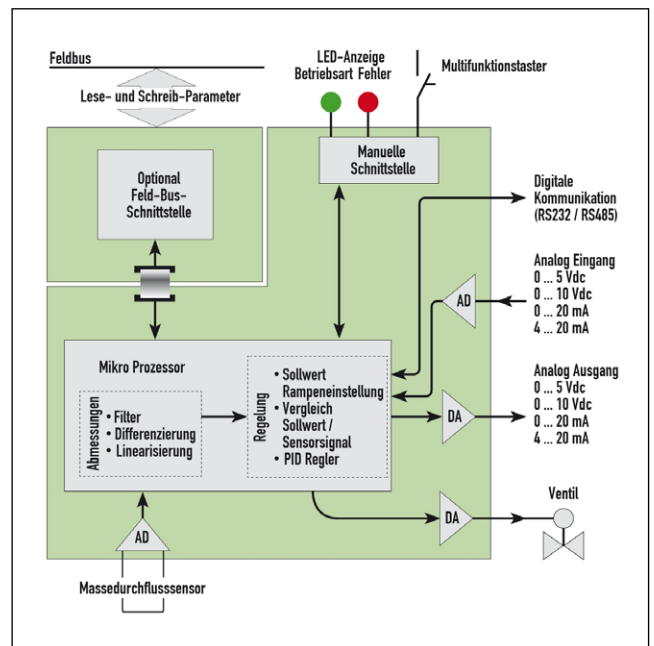 Feldbus
Lese- und Schreib-Parameter
LED-Anzeige
Betriebsart Fehler
Multifunktionstaster
Optional
Feld-Bus-
Schnittstelle
Manuelle
Schnittstelle
Digitale
Kommunikation
(RS232 / RS485)
Analog Eingang
0 ... 5 Vdc
0 ... 10 Vdc
0 ... 20 mA
4 ... 20 mA
AD
Mikro Prozessor
Abmessungen
• Filter
• Differenzierung
• Linearisierung
Regelung
• Sollwert
Rampeneinstellung
• Vergleich
Sollwert /
Sensorsignal
• PID Regler
Analog Ausgang
0 ... 5 Vdc
0 ... 10 Vdc
0 ... 20 mA
4 ... 20 mA
DA
DA
Ventil
AD
Massedurchflusssensor